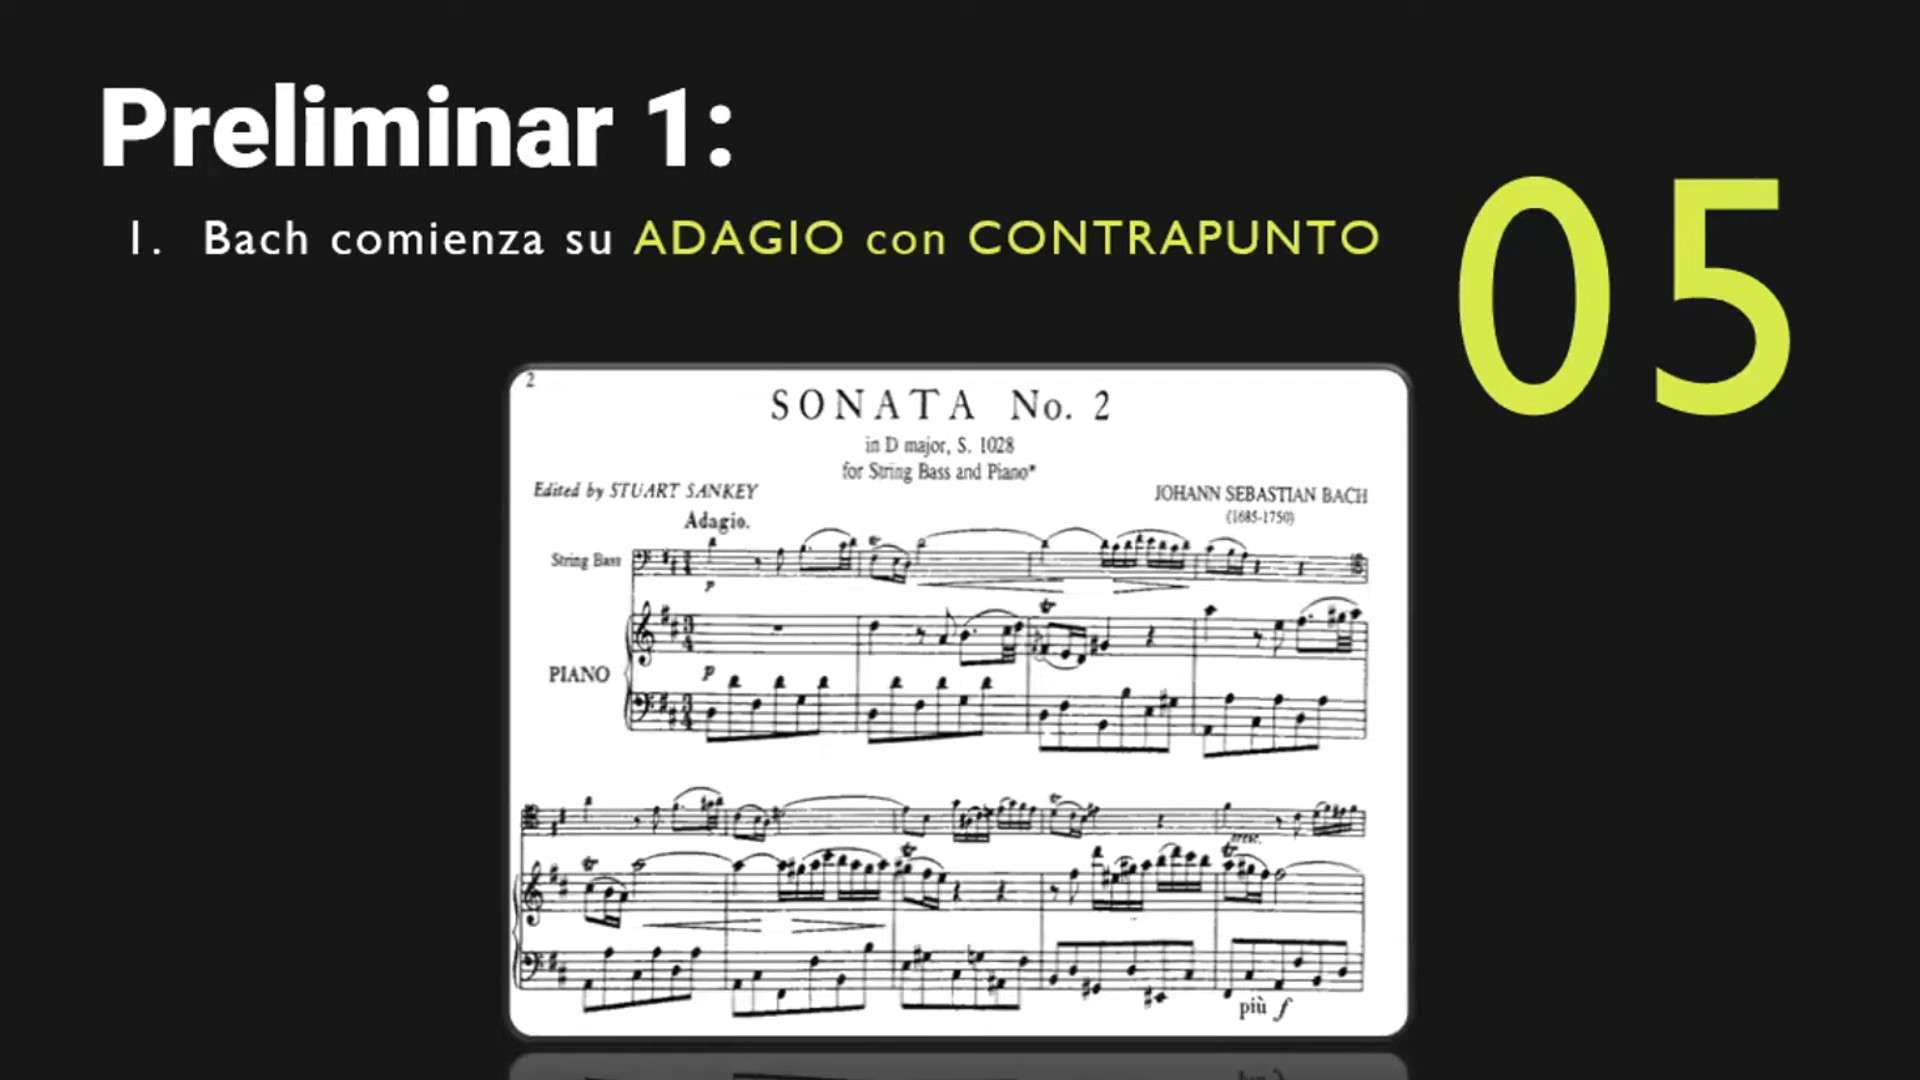 Preliminar 1:
1. Bach comienza su ADAGIO con CONTRAPUNTO
05
2
SONATA No. 2
in D major, S. 1028
for String Bass and Piano*
Edited by STUART SANKEY
JOHANN SEBASTIAN BACH
(1685-1750)
Adagio.
String Bass
p
PIANO
p
più f